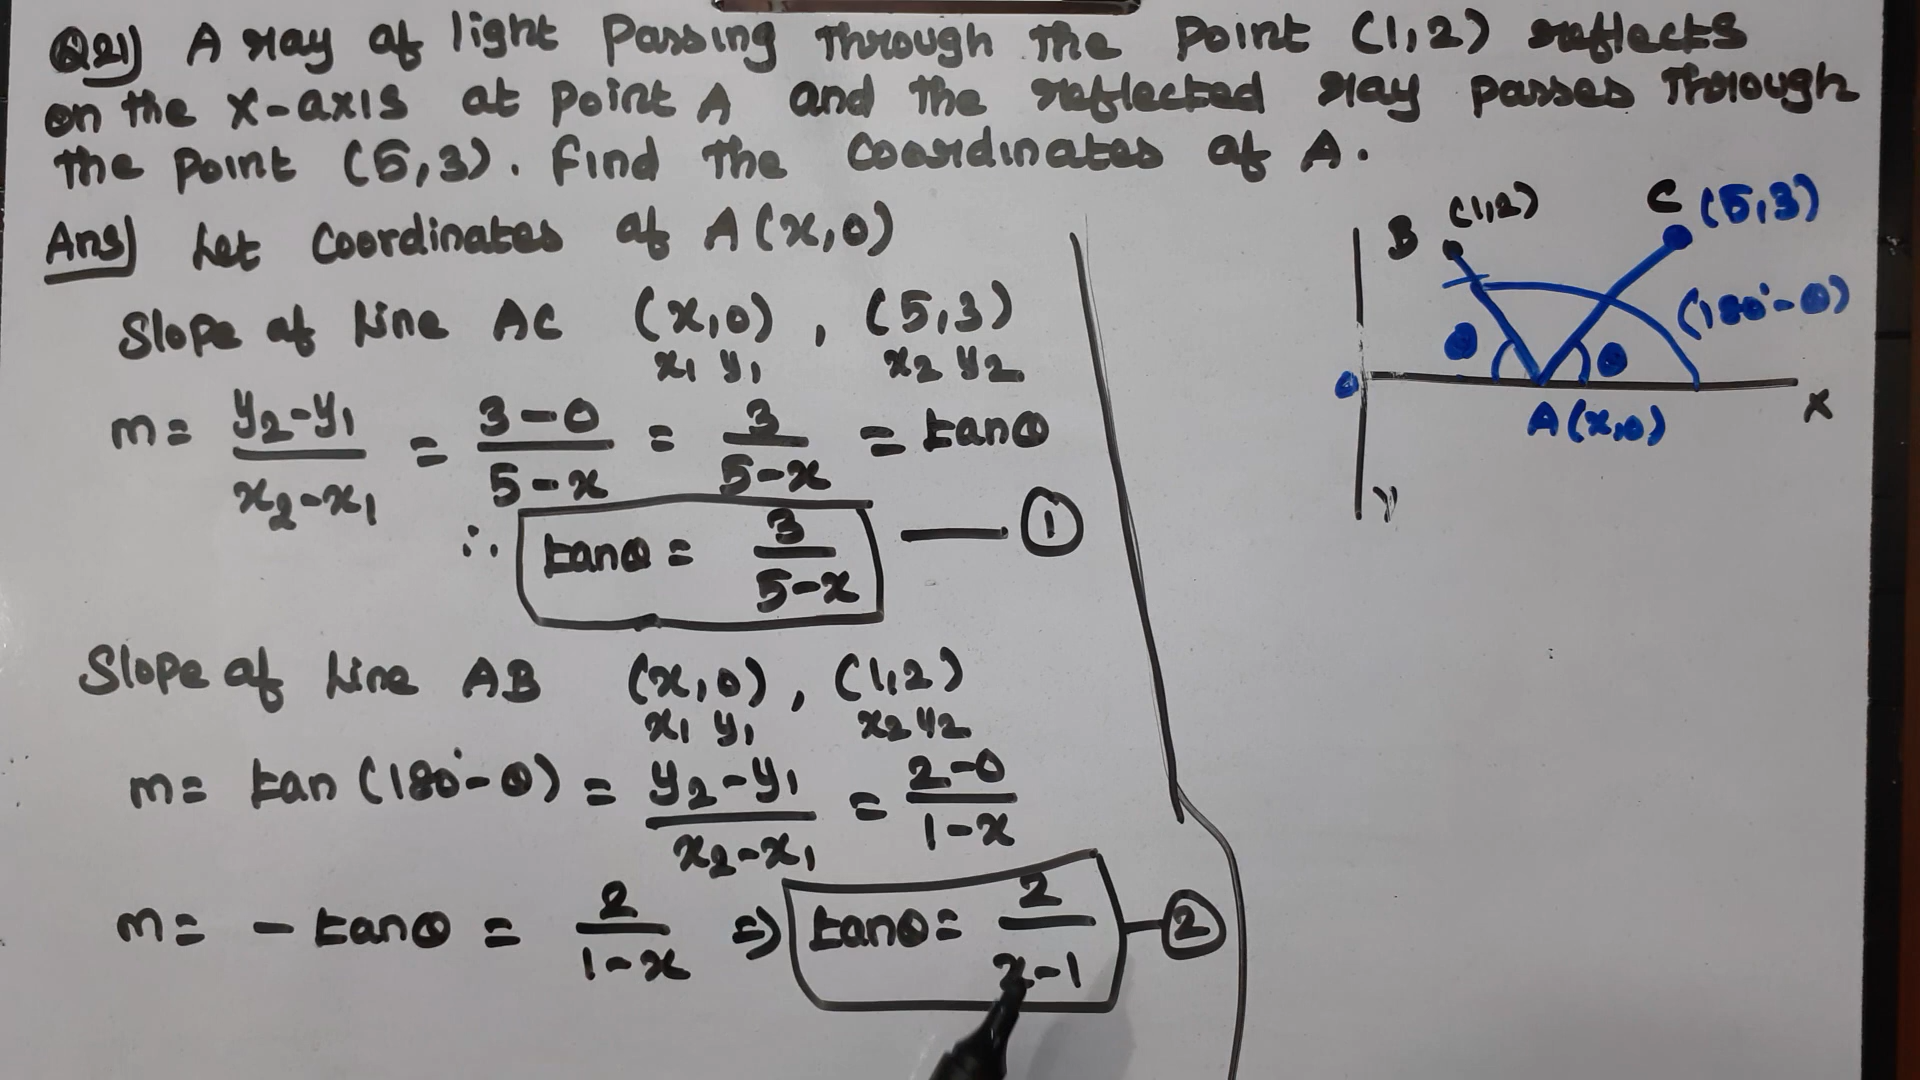 Q21) A ray of light passing through the point (1,2) reflects
on the x-axis at point A and the reflected ray passes through
the point (5,3). Find the coordinates of A.
Ans) Let coordinates of A(x,0)
Slope of line AC (x,0), (5,3)
x1 y1 x2 y2
m = y2-y1/x2-x1 = 3-0/5-x = 3/5-x = tanθ
∴ tanθ = 3/5-x — ①
Slope of line AB (x,0), (1,2)
x1 y1 x2 y2
m = tan(180°-θ) = y2-y1/x2-x1 = 2-0/1-x
m = -tanθ = 2/1-x ⇒ tanθ = 2/x-1 — ②
B (1,2) C (5,3)
(180°-θ)
θ θ
O A(x,0) X
Y